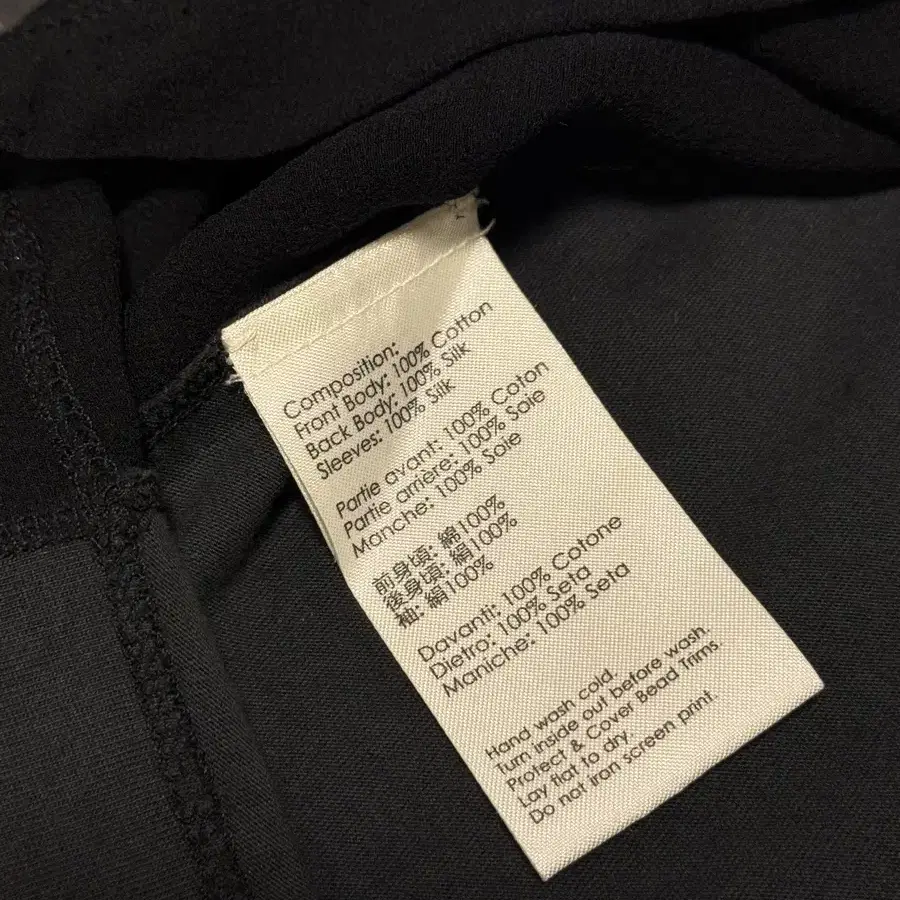 Composition:
Front Body: 100% Cotton
Back Body: 100% Silk
Sleeves: 100% Silk
Partie avant: 100% Coton
Partie arriére: 100% Soie
Manche: 100% Soie
前身頃: 綿100%
後身頃: 絹100%
袖: 絹100%
Davanti: 100% Cotone
Dietro: 100% Seta
Maniche: 100% Seta
Hand wash cold.
Turn inside out before wash.
Protect & Cover Bead Trims.
Lay flat to dry.
Do not iran screen print.